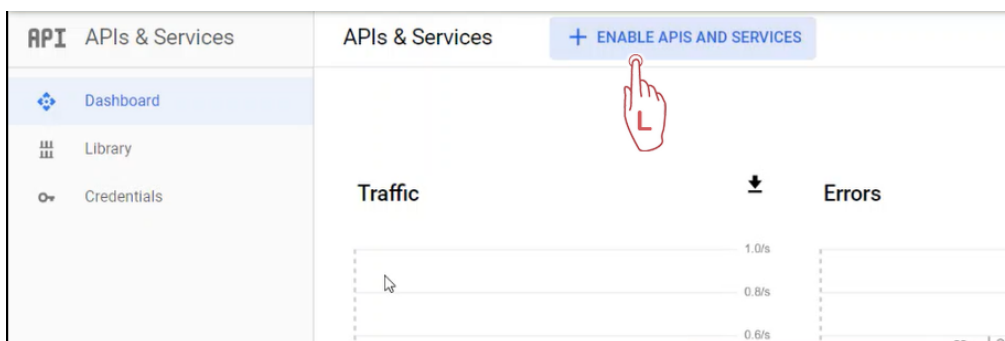 API APIs & Services
APIs & Services
+ ENABLE APIS AND SERVICES
L
Dashboard
Library
Credentials
Traffic
Errors
1.0/s
0.8/s
0.6/s